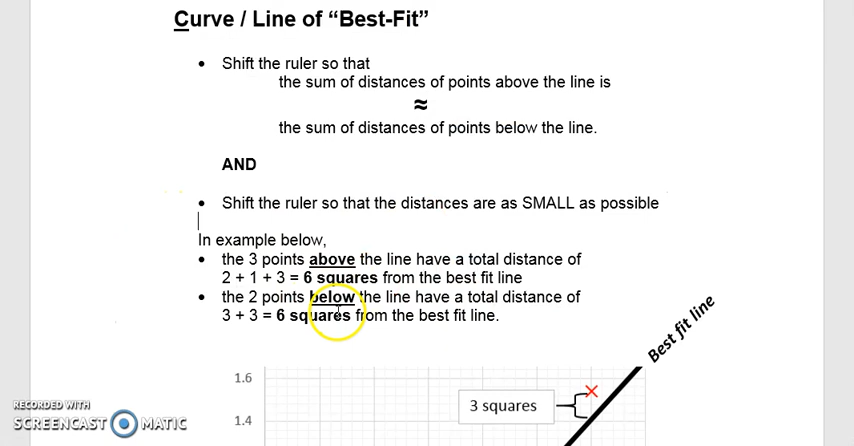 Curve / Line of “Best-Fit”
• Shift the ruler so that
the sum of distances of points above the line is
≈
the sum of distances of points below the line.
AND
• Shift the ruler so that the distances are as SMALL as possible
In example below,
• the 3 points above the line have a total distance of
2 + 1 + 3 = 6 squares from the best fit line
• the 2 points below the line have a total distance of
3 + 3 = 6 squares from the best fit line.
Best fit line
1.6
3 squares
1.4
RECORDED WITH
SCREENCAST MATIC